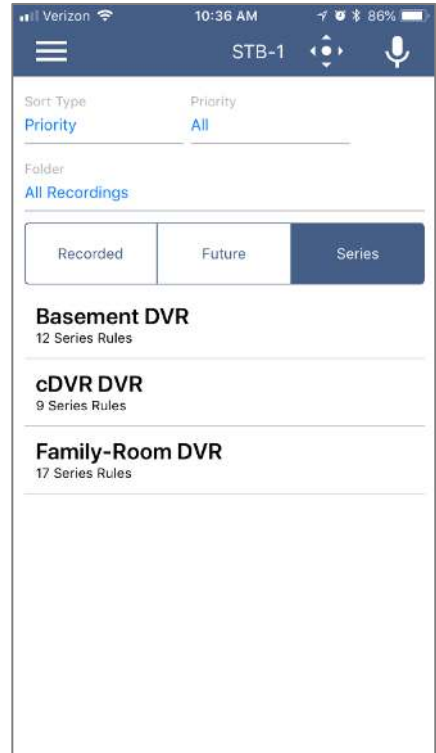 Verizon 10:36 AM 86%
STB-1
Sort Type Priority
Priority All
Folder
All Recordings
Recorded Future Series
Basement DVR
12 Series Rules
cDVR DVR
9 Series Rules
Family-Room DVR
17 Series Rules